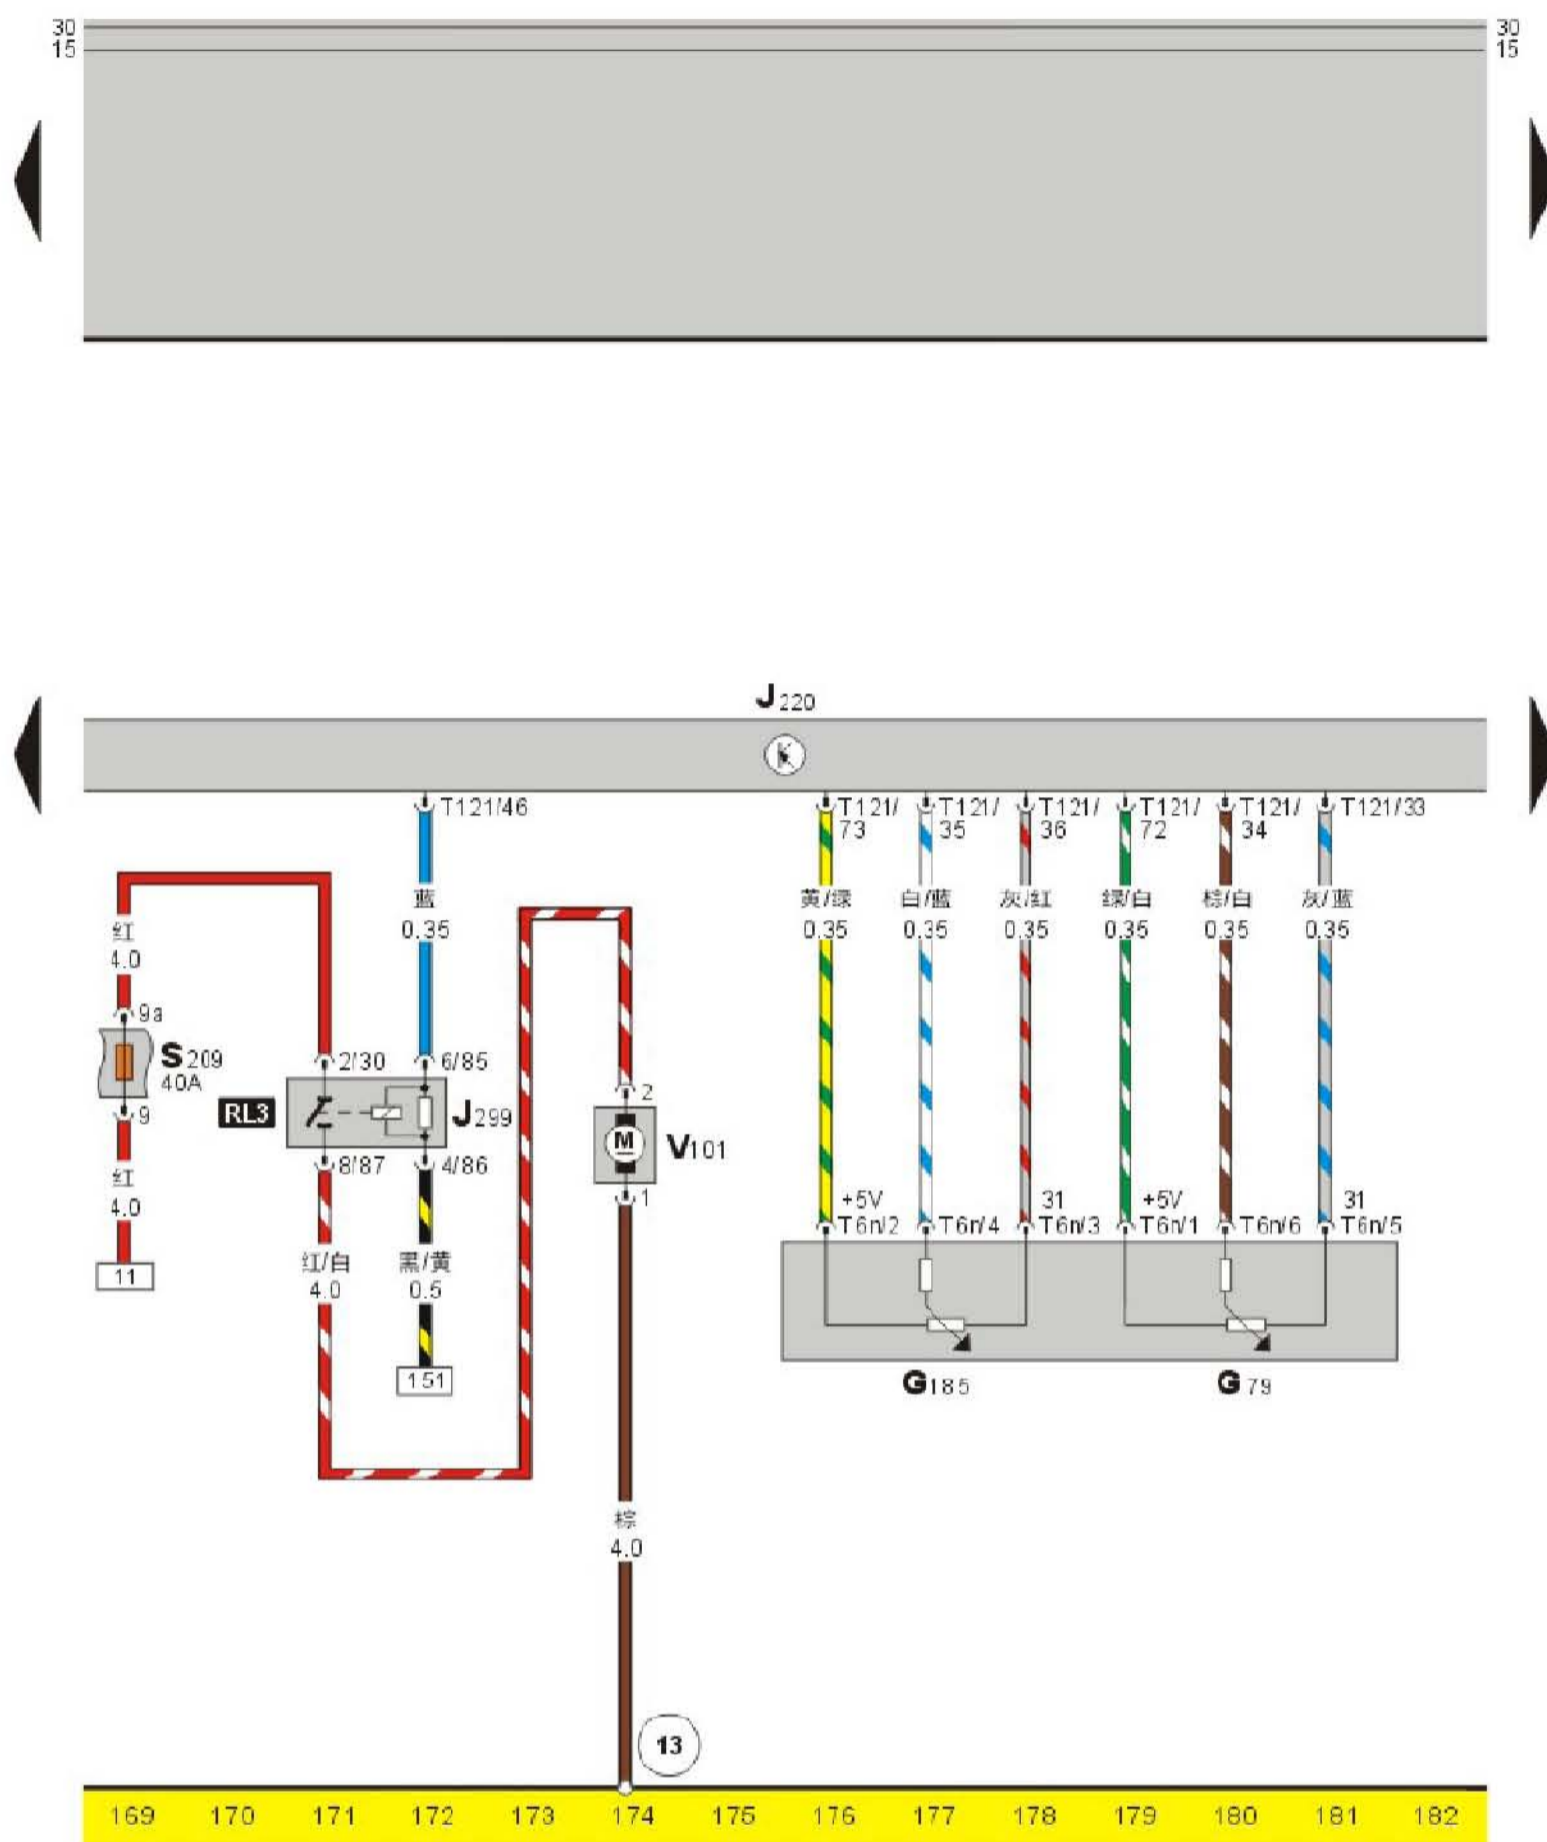 30 30
15 15
J220
T121/46 T121/ T121/ T121/ T121/ T121/ T121/33
73 35 36 72 34
蓝 黄/绿 白/蓝 灰/红 绿/白 棕/白 灰/蓝
红 0.35 0.35 0.35 0.35 0.35 0.35 0.35
4.0
9a
S209 2/30 6/85
40A
9 RL3 J299 2
M V101
红 8/87 4/86
4.0 1 +5V 31 +5V 31
T6n/2 T6n/4 T6n/3 T6n/1 T6n/6 T6n/5
11 红/白 黑/黄
4.0 0.5
151 G185 G79
棕
4.0
13
169 170 171 172 173 174 175 176 177 178 179 180 181 182